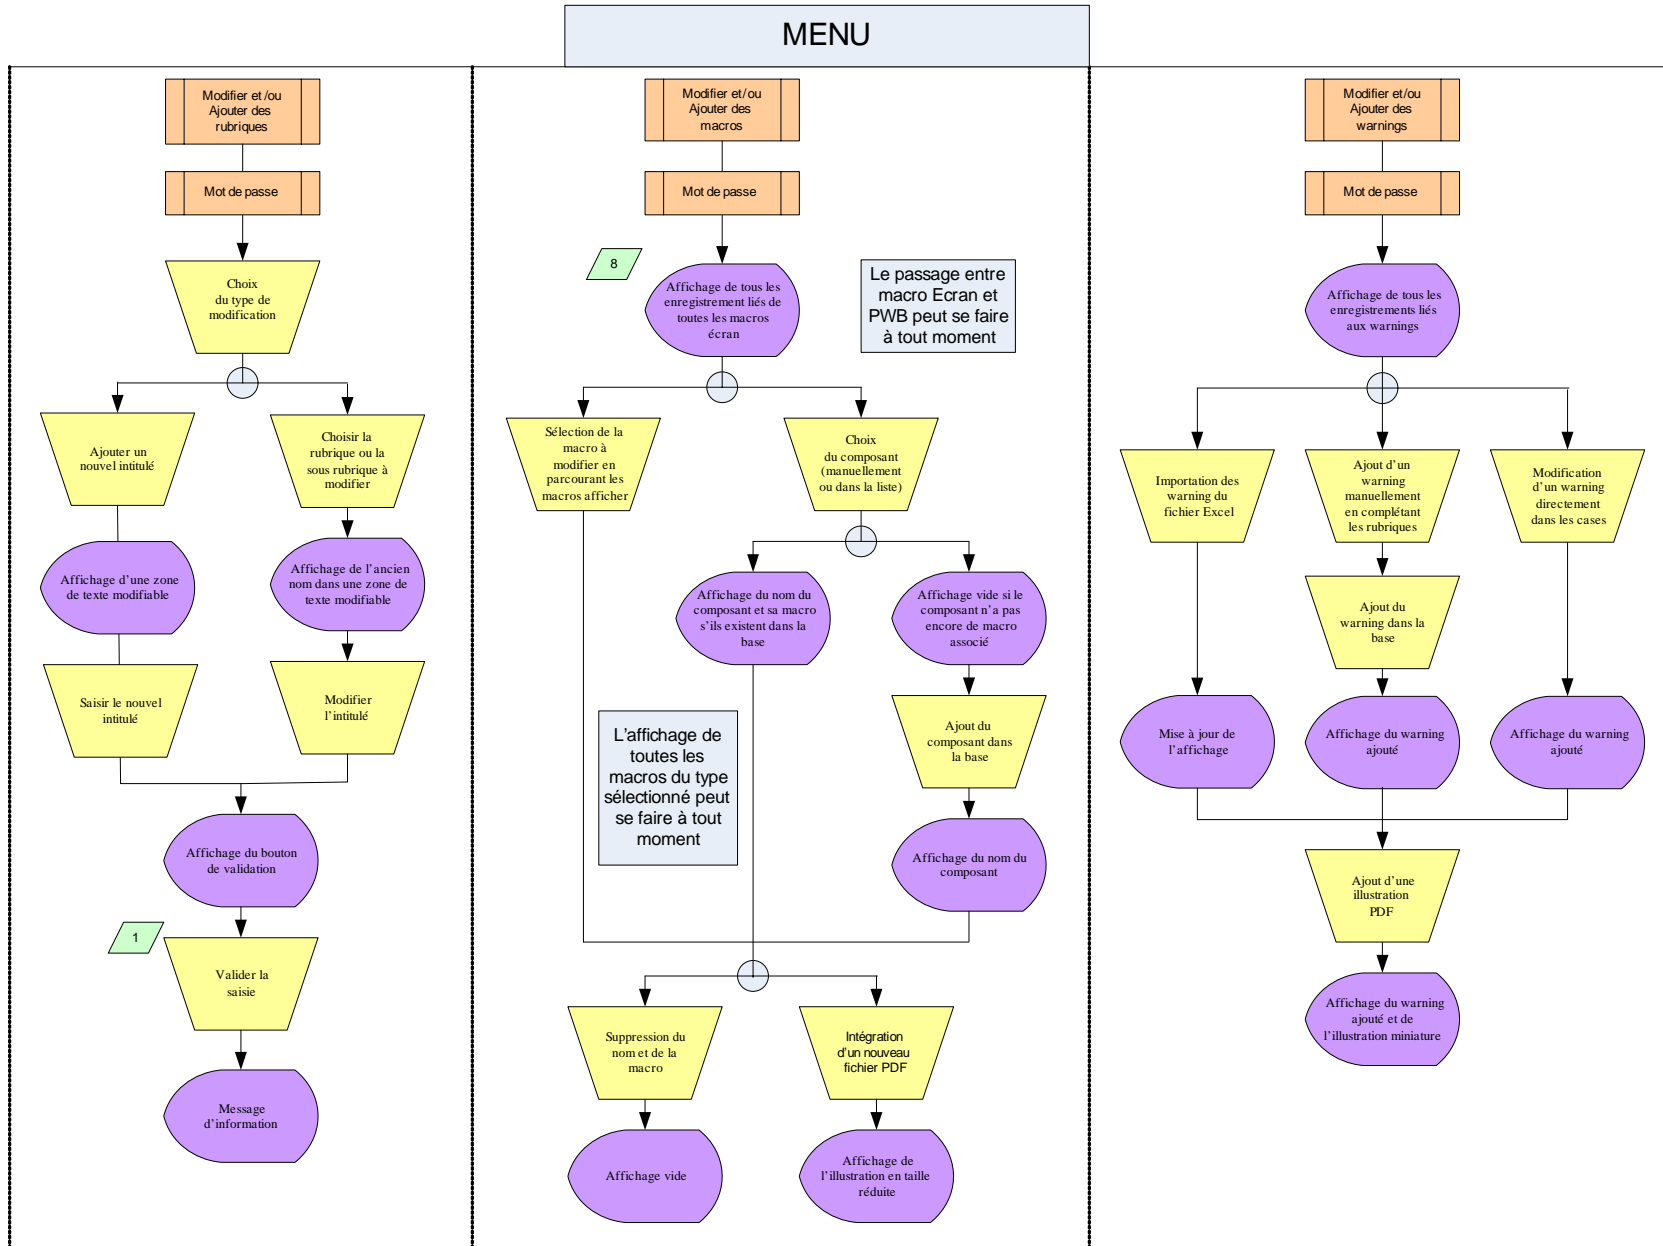 MENU
Modifier et/ou
Ajouter des
rubriques
Mot de passe
Choix
du type de
modification
Ajouter un
nouvel intitulé
Choisir la
rubrique ou la
sous rubrique à
modifier
Affichage d'une zone
de texte modifiable
Affichage de l'ancien
nom dans une zone de
texte modifiable
Saisir le nouvel
intitulé
Modifier
l'intitulé
Affichage du bouton
de validation
1
Valider la
saisie
Message
d'information
Modifier et/ou
Ajouter des
macros
Mot de passe
8
Affichage de tous les
enregistrement liés de
toutes les macros
écran
Le passage entre
macro Ecran et
PWB peut se faire
à tout moment
Sélection de la
macro à
modifier en
parcourant les
macros afficher
Choix
du composant
(manuellement
ou dans la liste)
Affichage du nom du
composant et sa macro
s'ils existent dans la
base
Affichage vide si le
composant n'a pas
encore de macro
associé
L'affichage de
toutes les
macros du type
sélectionné peut
se faire à tout
moment
Ajout du
composant dans
la base
Affichage du nom du
composant
Suppression du
nom et de la
macro
Intégration
d'un nouveau
fichier PDF
Affichage vide
Affichage de
l'illustration en taille
réduite
Modifier et/ou
Ajouter des
warnings
Mot de passe
Affichage de tous les
enregistrements liés
aux warnings
Importation des
warning du
fichier Excel
Ajout d'un
warning
manuellement
en complétant
les rubriques
Modification
d'un warning
directement
dans les cases
Ajout du
warning dans la
base
Mise à jour de
l'affichage
Affichage du warning
ajouté
Affichage du warning
ajouté
Ajout d'une
illustration
PDF
Affichage du warning
ajouté et de
l'illustration miniature